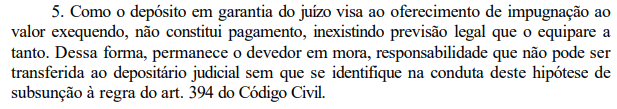 5. Como o depósito em garantia do juízo visa ao oferecimento de impugnação ao
valor exequendo, não constitui pagamento, inexistindo previsão legal que o equipare a
tanto. Dessa forma, permanece o devedor em mora, responsabilidade que não pode ser
transferida ao depositário judicial sem que se identifique na conduta deste hipótese de
subsunção à regra do art. 394 do Código Civil.